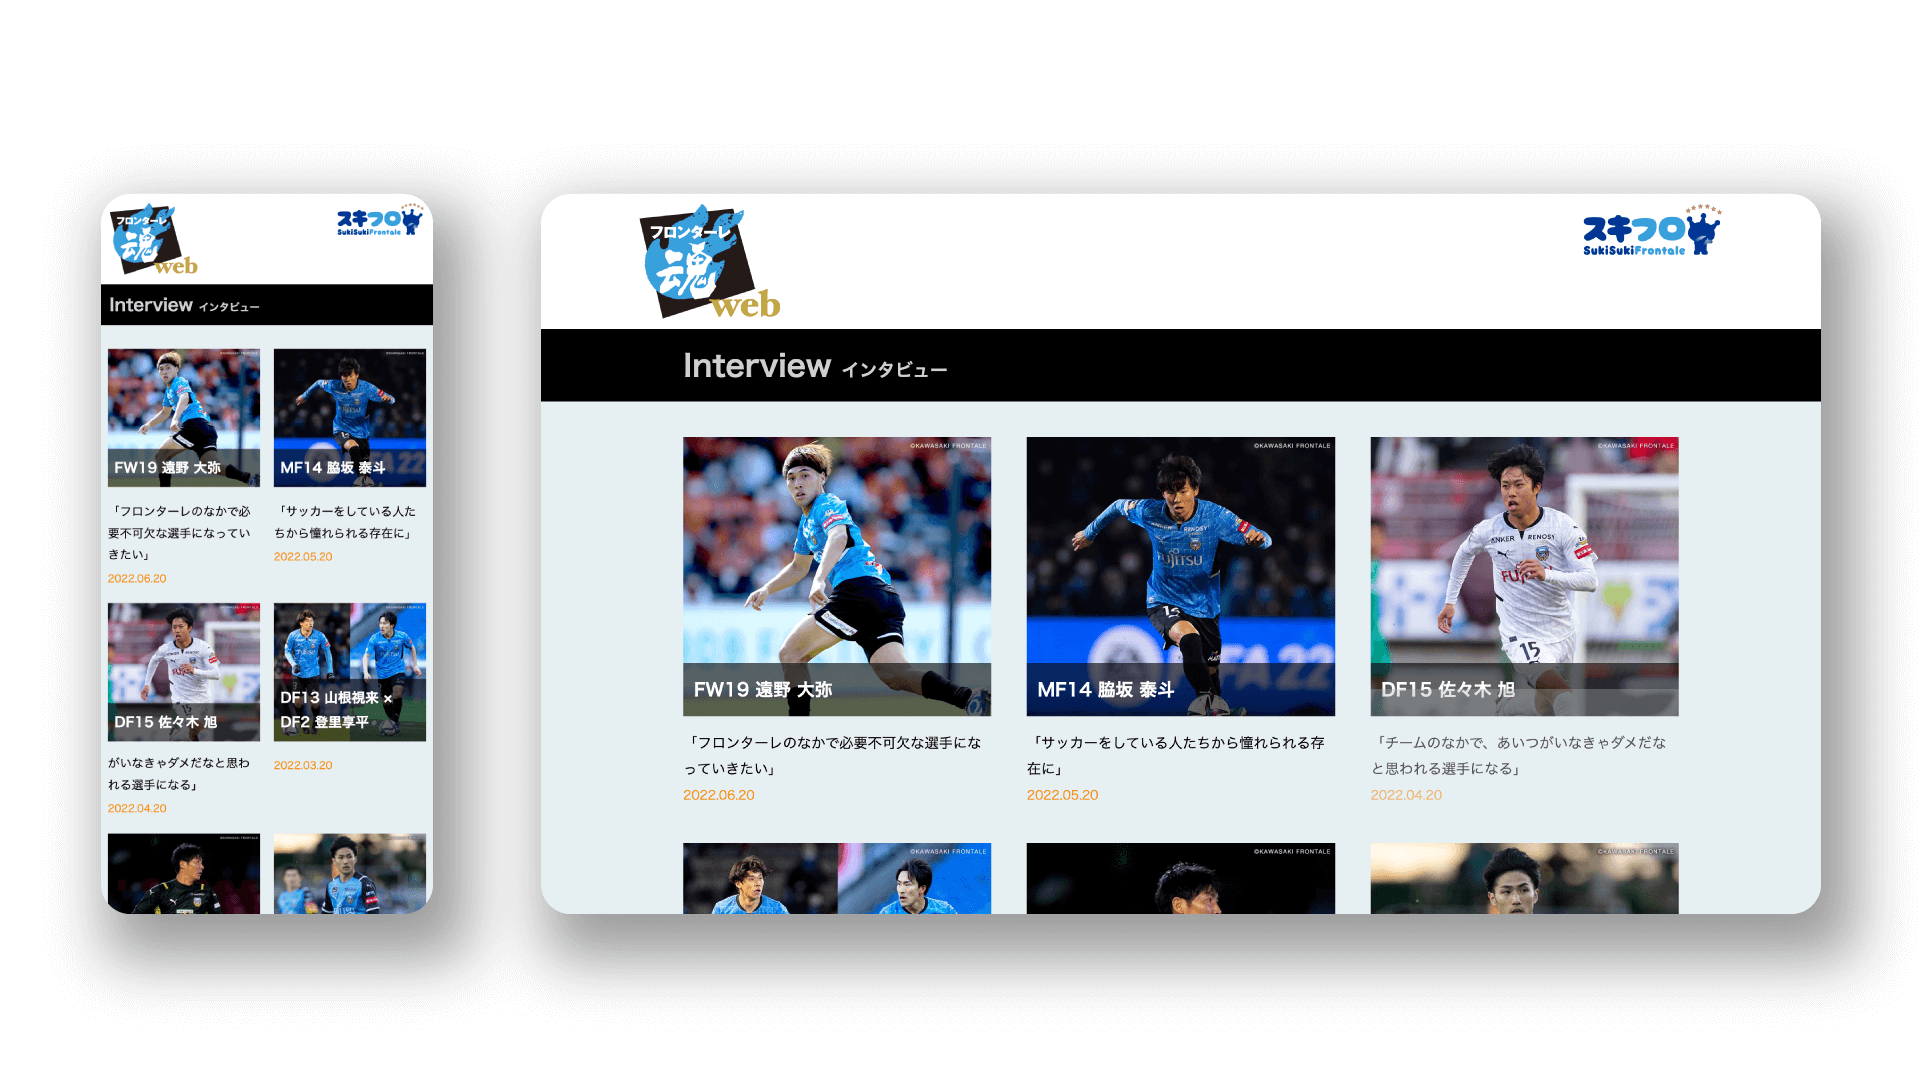 フロンターレ
魂
web
スキフロ
SukiSukiFrontale
Interview インタビュー
FW19 遠野 大弥
「フロンターレのなかで必
要不可欠な選手になってい
きたい」
2022.06.20
MF14 脇坂 泰斗
「サッカーをしている人た
ちから憧れられる存在に」
2022.05.20
DF15 佐々木 旭
がいなきゃダメだなと思わ
れる選手になる」
2022.04.20
DF13 山根視来 ×
DF2 登里享平
2022.03.20
フロンターレ
魂
web
スキフロ
SukiSukiFrontale
Interview インタビュー
©KAWASAKI FRONTALE
FW19 遠野 大弥
「フロンターレのなかで必要不可欠な選手にな
っていきたい」
2022.06.20
©KAWASAKI FRONTALE
RENOSY
FUJITSU
MF14 脇坂 泰斗
「サッカーをしている人たちから憧れられる存
在に」
2022.05.20
©KAWASAKI FRONTALE
ANKER RENOSY
15
DF15 佐々木 旭
「チームのなかで、あいつがいなきゃダメだな
と思われる選手になる」
2022.04.20
©KAWASAKI FRONTALE
©KAWASAKI FRONTALE
©KAWASAKI FRONTALE